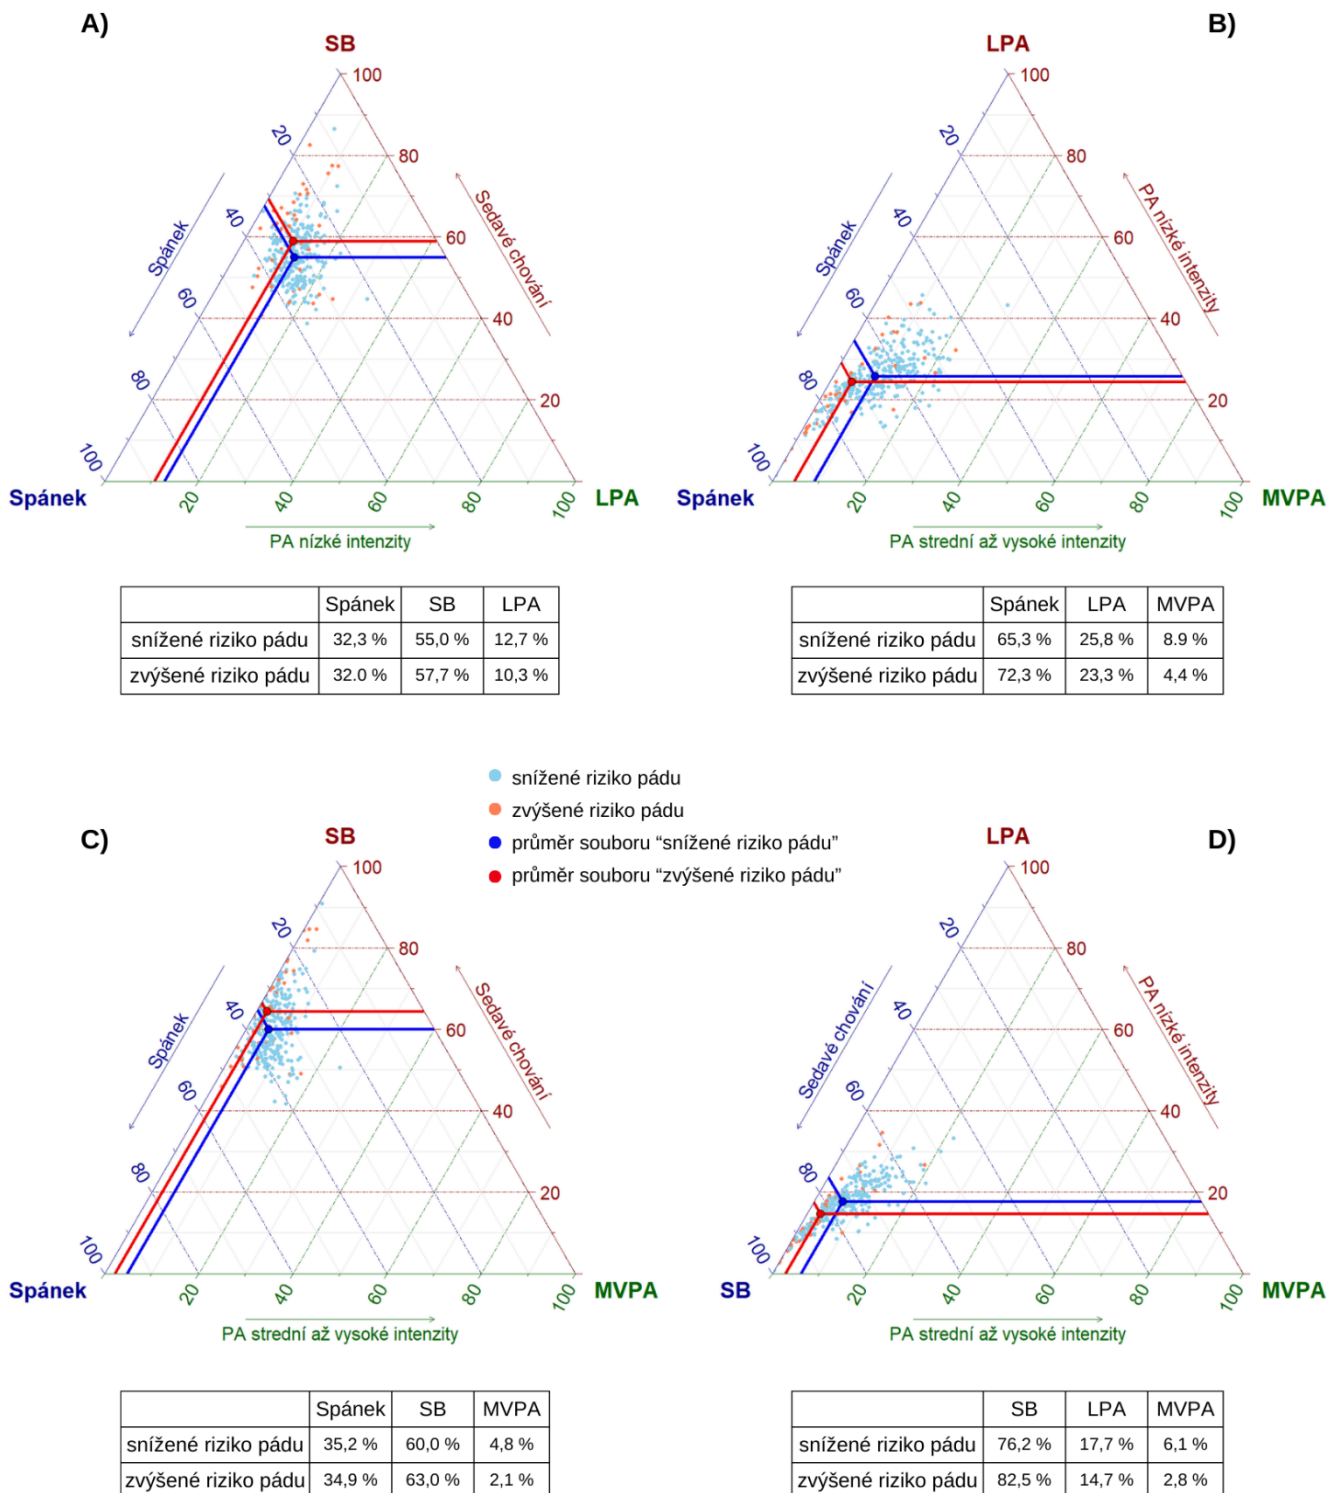 A)
B)
SB
100
20
80
Spánek
Sedavé chování
40
60
60
40
80
20
100
Spánek
LPA
20
40
60
80
100
PA nízké intenzity
LPA
100
20
80
Spánek
PA nízké intenzity
40
60
60
40
80
20
100
Spánek
MVPA
20
40
60
80
100
PA strední až vysoké intenzity
Spánek SB LPA
snížené riziko pádu 32,3 % 55,0 % 12,7 %
zvýšené riziko pádu 32.0 % 57,7 % 10,3 %
Spánek LPA MVPA
snížené riziko pádu 65,3 % 25,8 % 8.9 %
zvýšené riziko pádu 72,3 % 23,3 % 4,4 %
snížené riziko pádu
zvýšené riziko pádu
průměr souboru “snížené riziko pádu”
průměr souboru “zvýšené riziko pádu”
C)
D)
SB
100
20
80
Spánek
Sedavé chování
40
60
60
40
80
20
100
Spánek
MVPA
20
40
60
80
100
PA strední až vysoké intenzity
LPA
100
20
80
Sedavé chování
PA nízké intenzity
40
60
60
40
80
20
100
SB
MVPA
20
40
60
80
100
PA strední až vysoké intenzity
Spánek SB MVPA
snížené riziko pádu 35,2 % 60,0 % 4,8 %
zvýšené riziko pádu 34,9 % 63,0 % 2,1 %
SB LPA MVPA
snížené riziko pádu 76,2 % 17,7 % 6,1 %
zvýšené riziko pádu 82,5 % 14,7 % 2,8 %